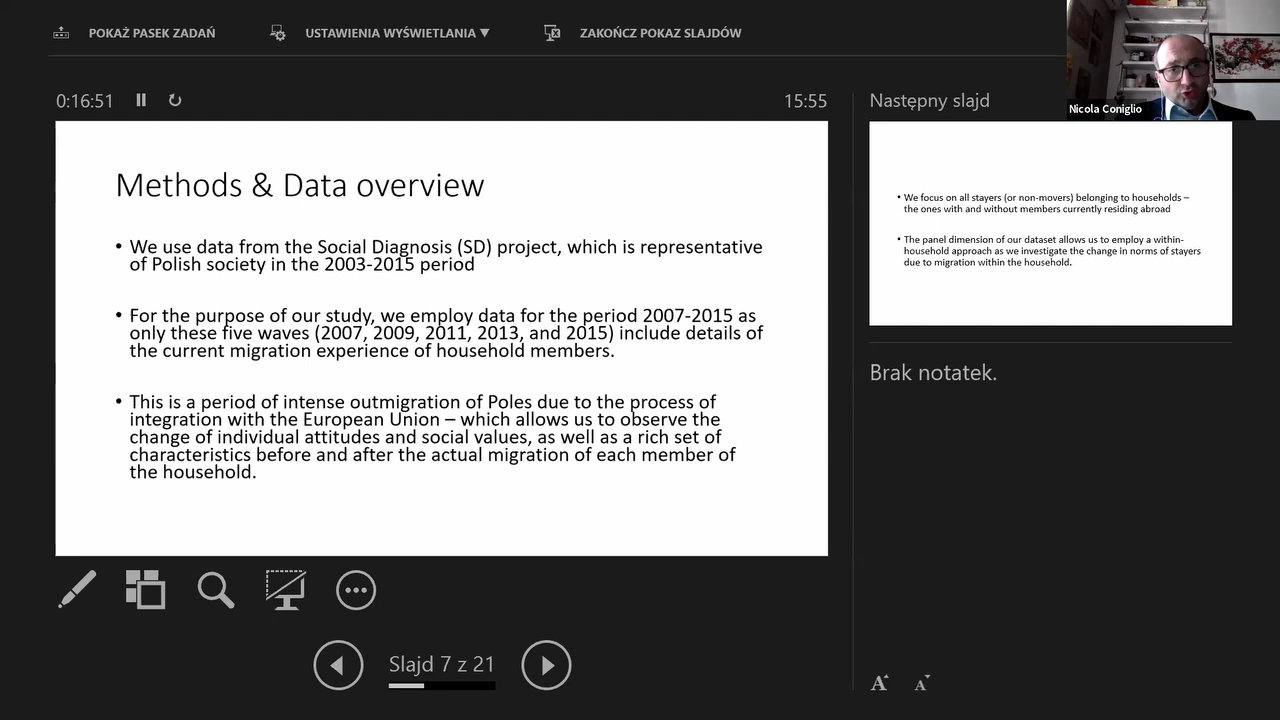 POKAŻ PASEK ZADAŃ
USTAWIENIA WYŚWIETLANIA ▼
ZAKOŃCZ POKAZ SLAJDÓW
Nicola Coniglio
0:16:51
15:55
Następny slajd
Methods & Data overview
• We use data from the Social Diagnosis (SD) project, which is representative
of Polish society in the 2003-2015 period
• For the purpose of our study, we employ data for the period 2007-2015 as
only these five waves (2007, 2009, 2011, 2013, and 2015) include details of
the current migration experience of household members.
• This is a period of intense outmigration of Poles due to the process of
integration with the European Union – which allows us to observe the
change of individual attitudes and social values, as well as a rich set of
characteristics before and after the actual migration of each member of
the household.
• We focus on all stayers (or non-movers) belonging to households –
the ones with and without members currently residing abroad
• The panel dimension of our dataset allows us to employ a within-
household approach as we investigate the change in norms of stayers
due to migration within the household.
Brak notatek.
Slajd 7 z 21
A A